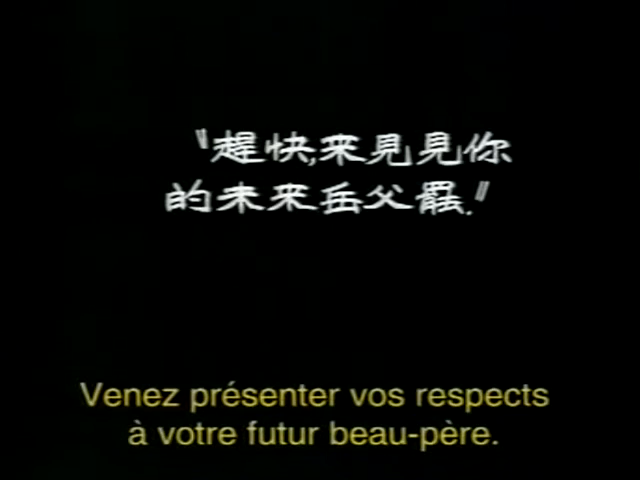 "趕快,來見見你
的未來岳父罷."
Venez présenter vos respects
à votre futur beau-père.